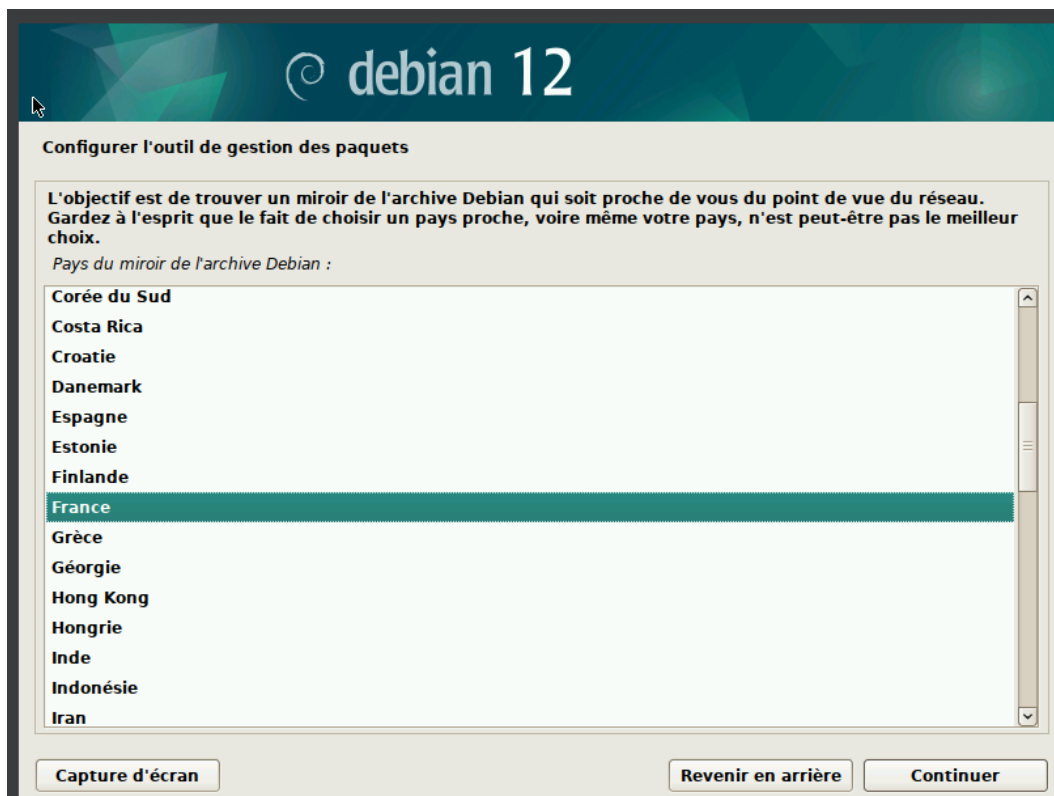 debian 12
Configurer l'outil de gestion des paquets
L'objectif est de trouver un miroir de l'archive Debian qui soit proche de vous du point de vue du réseau.
Gardez à l'esprit que le fait de choisir un pays proche, voire même votre pays, n'est peut-être pas le meilleur
choix.
Pays du miroir de l'archive Debian :
Corée du Sud
Costa Rica
Croatie
Danemark
Espagne
Estonie
Finlande
France
Grèce
Géorgie
Hong Kong
Hongrie
Inde
Indonésie
Iran
Capture d'écran
Revenir en arrière
Continuer